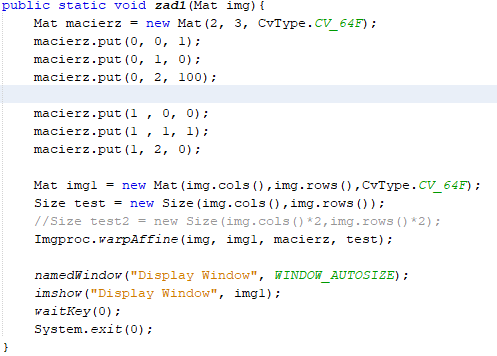 public static void zad1(Mat img){
Mat macierz = new Mat(2, 3, CvType.CV_64F);
macierz.put(0, 0, 1);
macierz.put(0, 1, 0);
macierz.put(0, 2, 100);
macierz.put(1 , 0, 0);
macierz.put(1 , 1, 1);
macierz.put(1, 2, 0);
Mat img1 = new Mat(img.cols(),img.rows(),CvType.CV_64F);
Size test = new Size(img.cols(),img.rows());
//Size test2 = new Size(img.cols()*2,img.rows()*2);
Imgproc.warpAffine(img, img1, macierz, test);
namedWindow("Display Window", WINDOW_AUTOSIZE);
imshow("Display Window", img1);
waitKey(0);
System.exit(0);
}